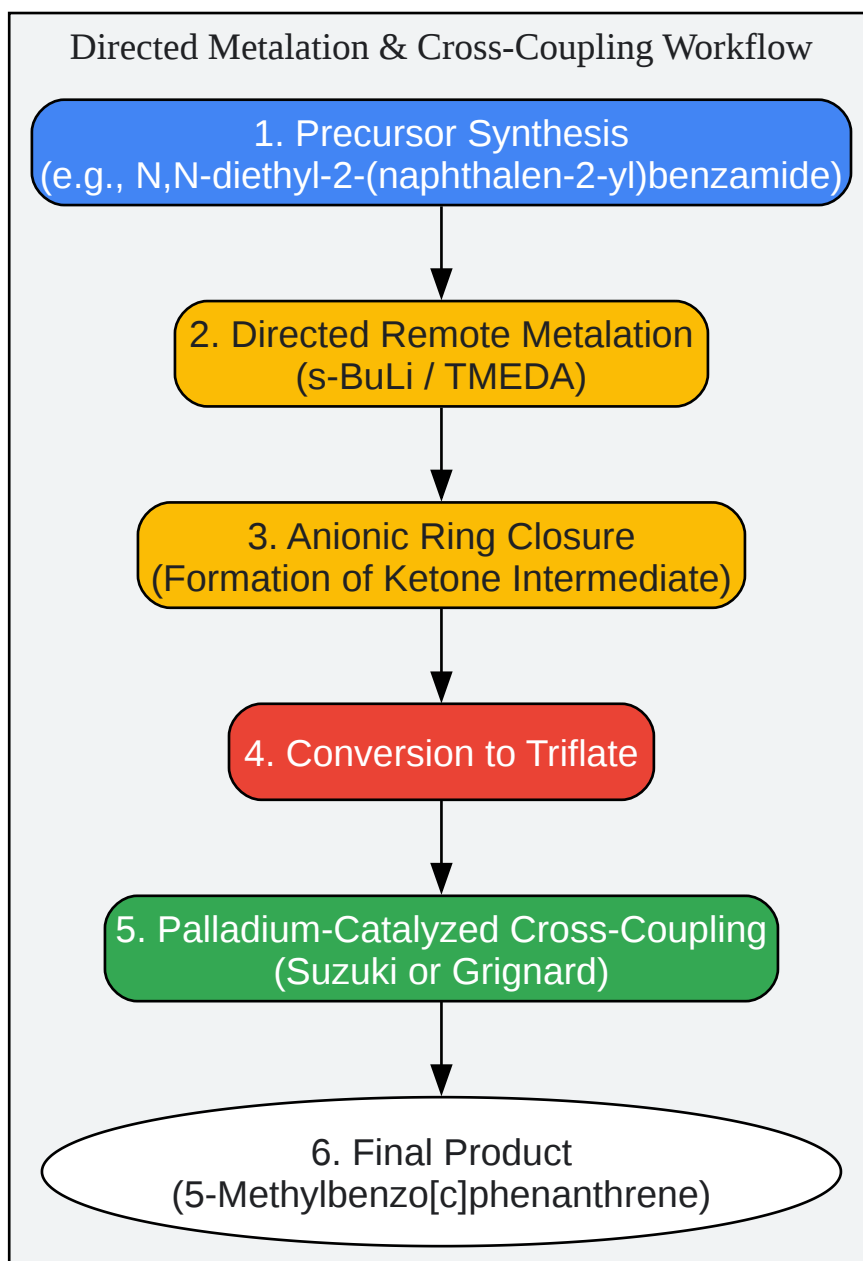 Directed Metalation & Cross-Coupling Workflow
1. Precursor Synthesis
(e.g., N,N-diethyl-2-(naphthalen-2-yl)benzamide)
2. Directed Remote Metalation
(s-BuLi / TMEDA)
3. Anionic Ring Closure
(Formation of Ketone Intermediate)
4. Conversion to Triflate
5. Palladium-Catalyzed Cross-Coupling
(Suzuki or Grignard)
6. Final Product
(5-Methylbenzo[c]phenanthrene)